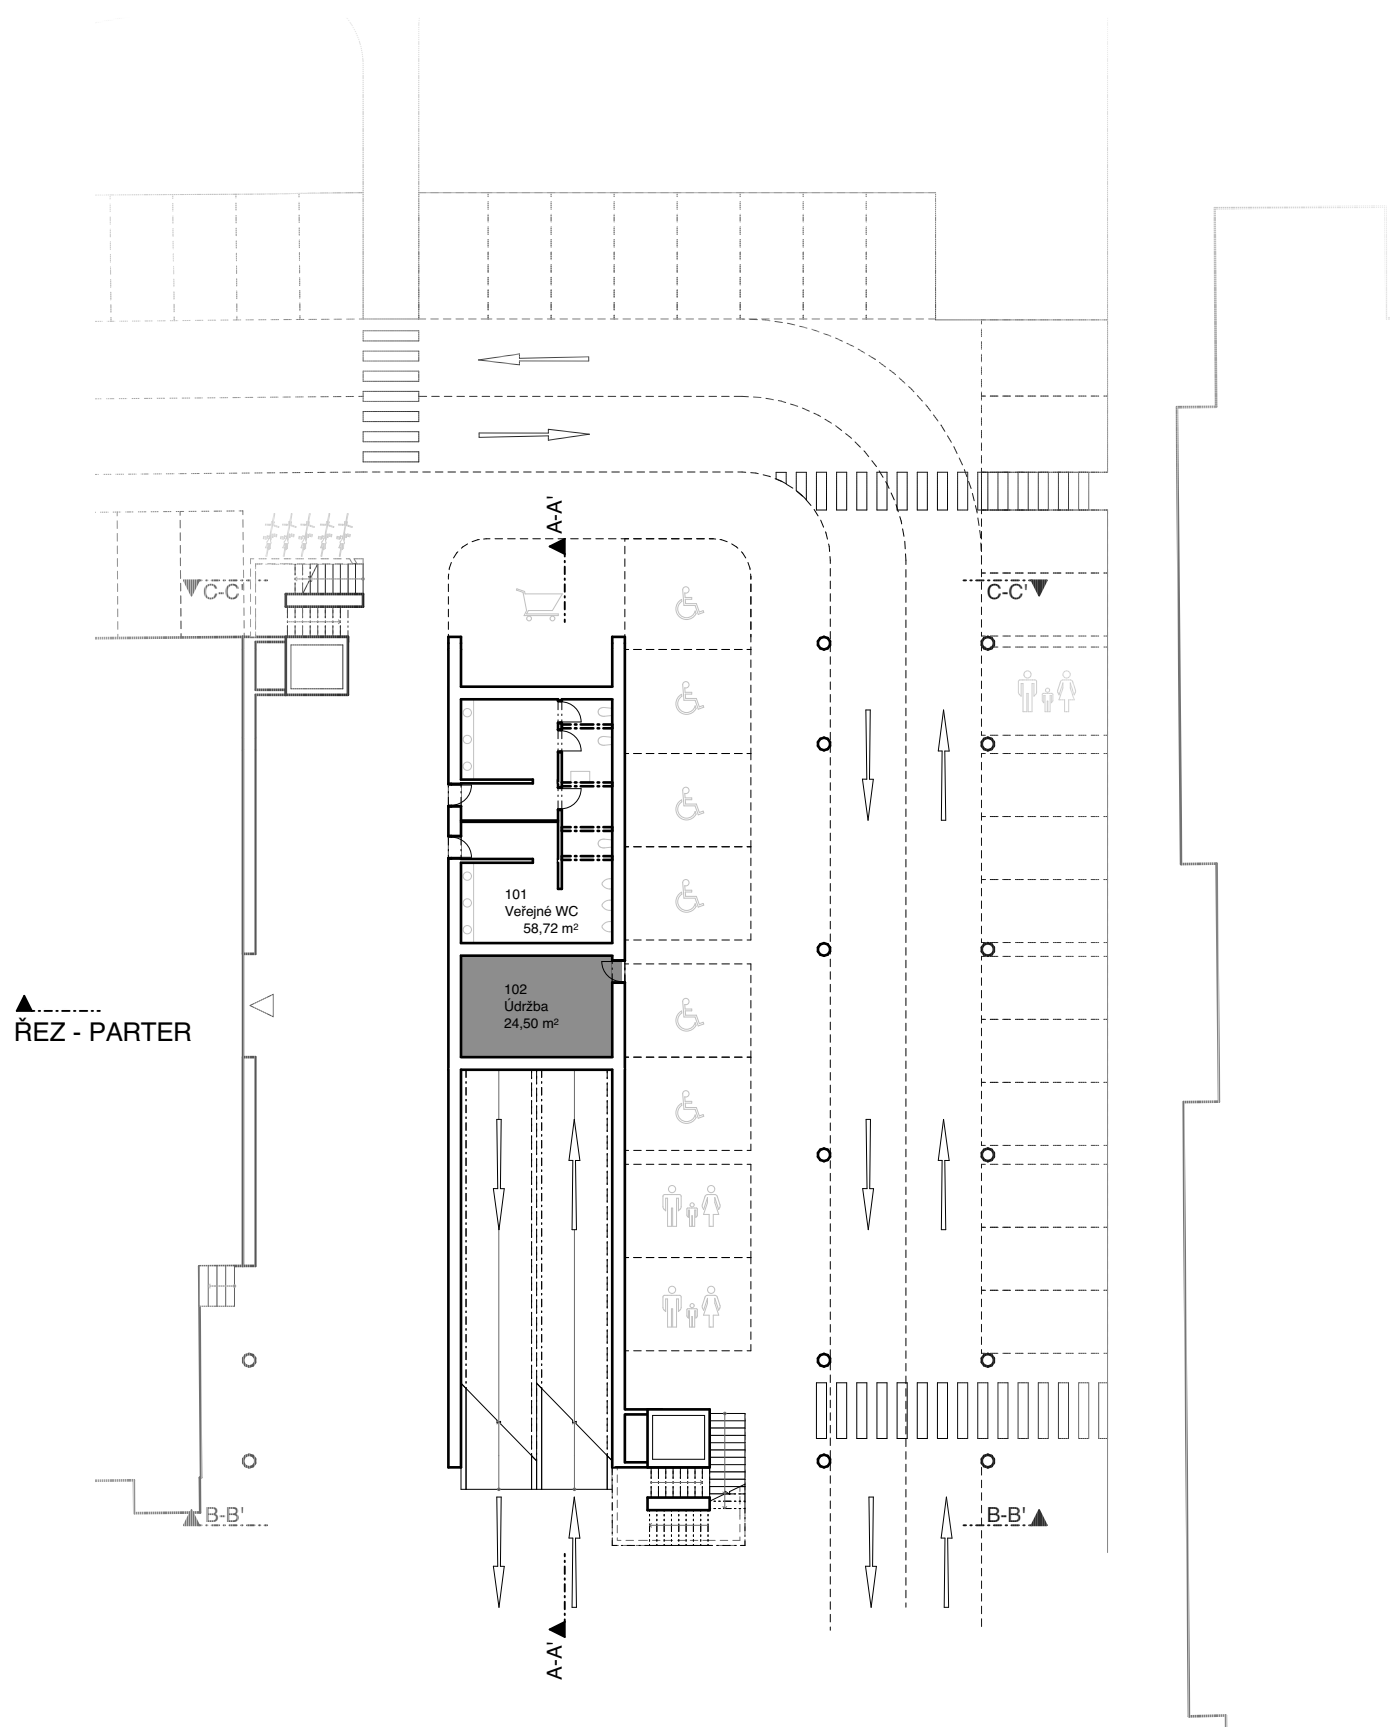 A-A'
C-C'
C-C'
101
Veřejné WC
58,72 m²
102
Údržba
24,50 m²
ŘEZ - PARTER
B-B'
B-B'
A-A'